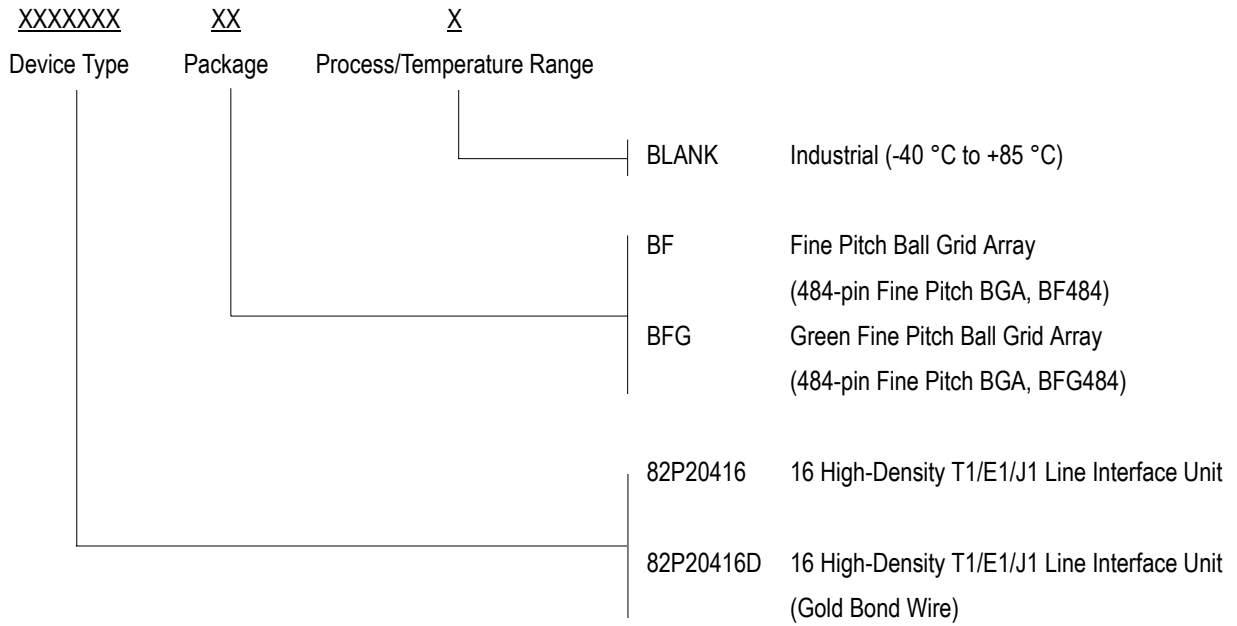 XXXXXXX XX X
Device Type Package Process/Temperature Range
BLANK Industrial (-40 °C to +85 °C)
BF Fine Pitch Ball Grid Array
(484-pin Fine Pitch BGA, BF484)
BFG Green Fine Pitch Ball Grid Array
(484-pin Fine Pitch BGA, BFG484)
82P20416 16 High-Density T1/E1/J1 Line Interface Unit
82P20416D 16 High-Density T1/E1/J1 Line Interface Unit
(Gold Bond Wire)